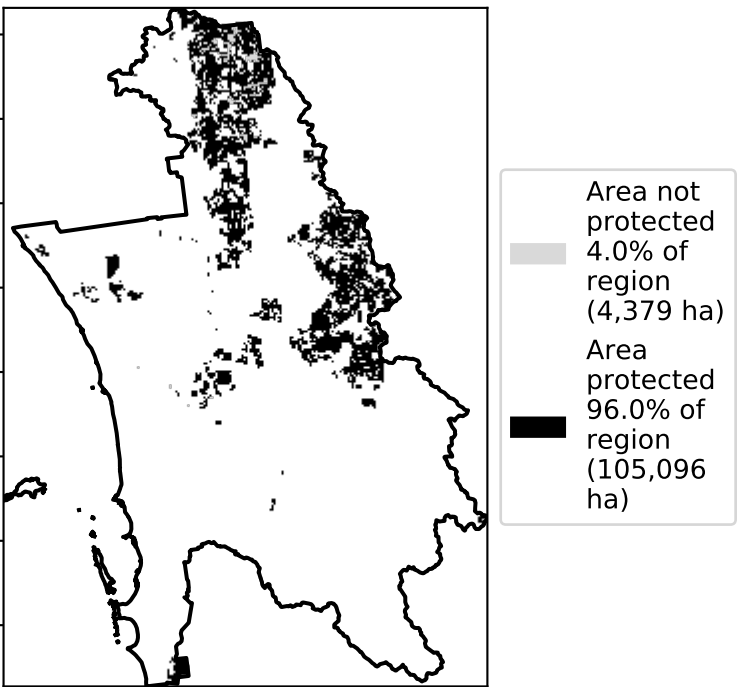 Area not
protected
4.0% of
region
(4,379 ha)
Area
protected
96.0% of
region
(105,096
ha)